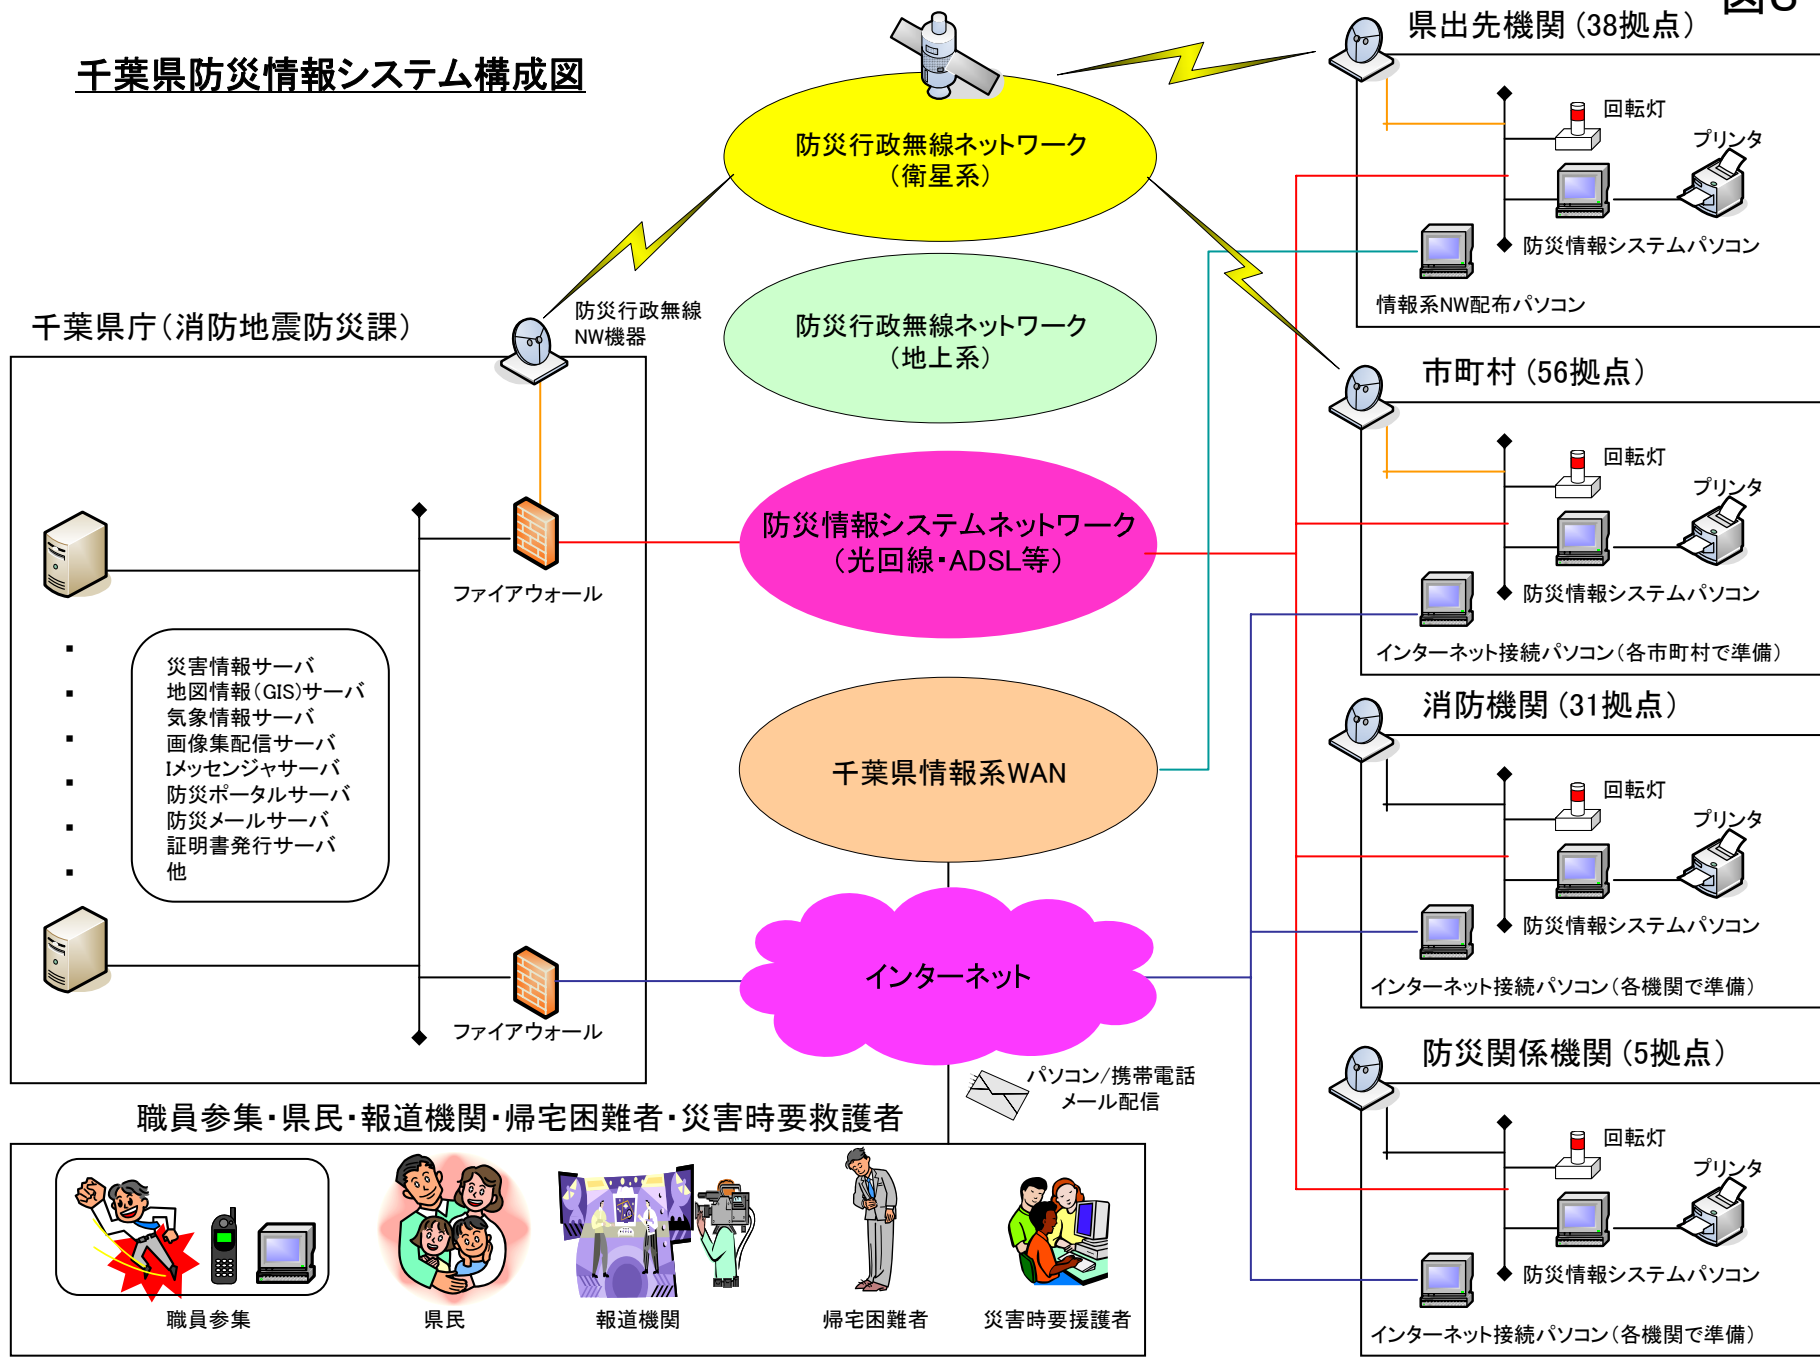 図3
千葉県防災情報システム構成図
防災行政無線ネットワーク
(衛星系)
防災行政無線ネットワーク
(地上系)
防災情報システムネットワーク
(光回線・ADSL等)
千葉県情報系WAN
インターネット
パソコン/携帯電話
メール配信
千葉県庁(消防地震防災課)
防災行政無線
NW機器
ファイアウォール
災害情報サーバ
地図情報(GIS)サーバ
気象情報サーバ
画像集配信サーバ
Iメッセンジャサーバ
防災ポータルサーバ
防災メールサーバ
証明書発行サーバ
他
ファイアウォール
職員参集・県民・報道機関・帰宅困難者・災害時要救護者
職員参集
県民
報道機関
帰宅困難者
災害時要援護者
県出先機関(38拠点)
回転灯
プリンタ
防災情報システムパソコン
情報系NW配布パソコン
市町村(56拠点)
回転灯
プリンタ
防災情報システムパソコン
インターネット接続パソコン(各市町村で準備)
消防機関(31拠点)
回転灯
プリンタ
防災情報システムパソコン
インターネット接続パソコン(各機関で準備)
防災関係機関(5拠点)
回転灯
プリンタ
防災情報システムパソコン
インターネット接続パソコン(各機関で準備)